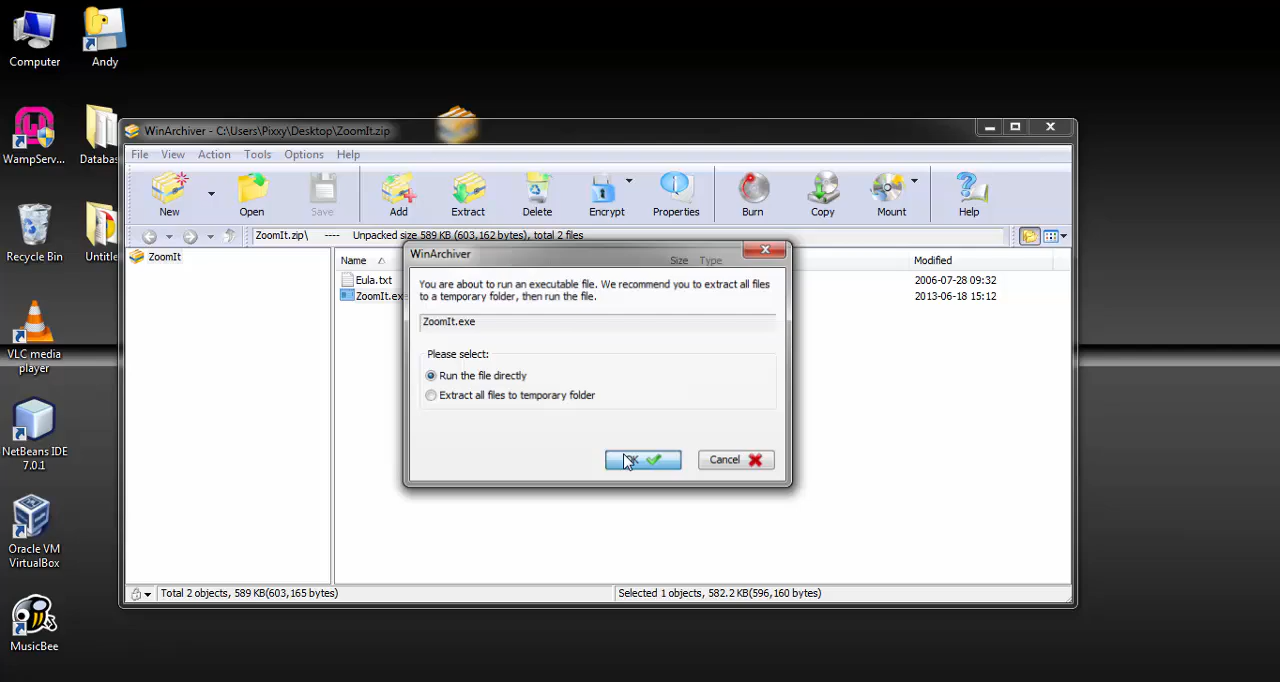 Computer
Andy
WampServ...
Databas
Recycle Bin
Untitle
VLC media
player
NetBeans IDE
7.0.1
Oracle VM
VirtualBox
MusicBee
WinArchiver - C:\Users\Pixxy\Desktop\ZoomIt.zip
File View Action Tools Options Help
New Open Save Add Extract Delete Encrypt Properties Burn Copy Mount Help
ZoomIt.zip\ ---- Unpacked size 589 KB (603,162 bytes), total 2 files
ZoomIt
Name Size Type Modified
Eula.txt 2006-07-28 09:32
ZoomIt.exe 2013-06-18 15:12
WinArchiver
You are about to run an executable file. We recommend you to extract all files
to a temporary folder, then run the file.
ZoomIt.exe
Please select:
Run the file directly
Extract all files to temporary folder
OK Cancel
Total 2 objects, 589 KB(603,165 bytes) Selected 1 objects, 582.2 KB(596,160 bytes)